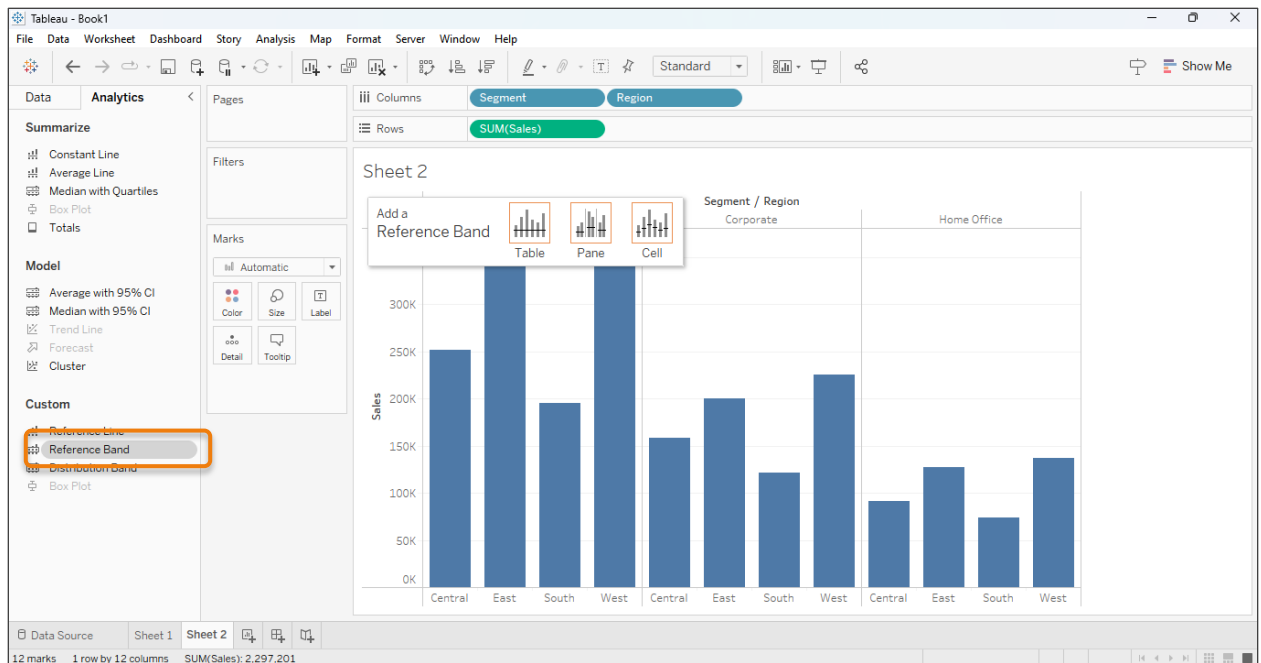 Tableau - Book1
File Data Worksheet Dashboard Story Analysis Map Format Server Window Help
Standard
Show Me
Data Analytics
Pages
Columns Segment Region
Summarize
Rows SUM(Sales)
Constant Line
Average Line
Median with Quartiles
Box Plot
Totals
Filters
Sheet 2
Segment / Region
Corporate Home Office
Add a
Reference Band
Table Pane Cell
Marks
Automatic
Color Size Label
Detail Tooltip
Model
Average with 95% CI
Median with 95% CI
Trend Line
Forecast
Cluster
Custom
Reference Line
Reference Band
Distribution Band
Box Plot
Sales
300K
250K
200K
150K
100K
50K
0K
Central East South West Central East South West Central East South West
Data Source Sheet 1 Sheet 2
12 marks 1 row by 12 columns SUM(Sales): 2,297,201